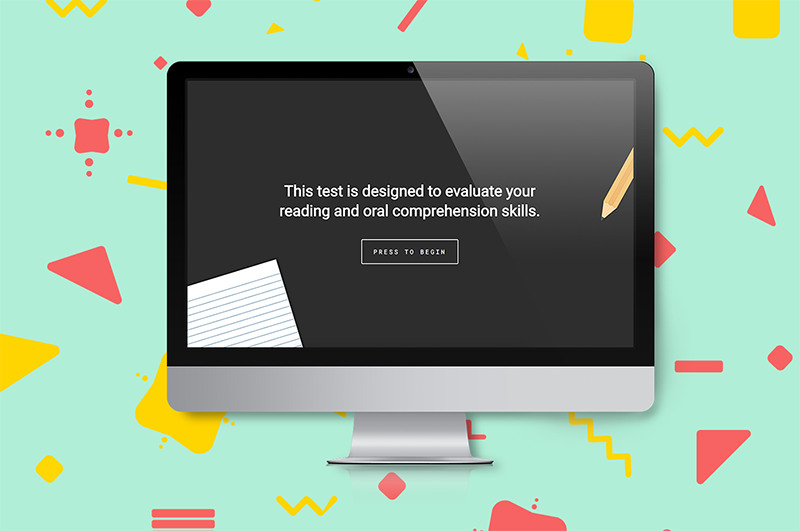 This test is designed to evaluate your
reading and oral comprehension skills.
PRESS TO BEGIN